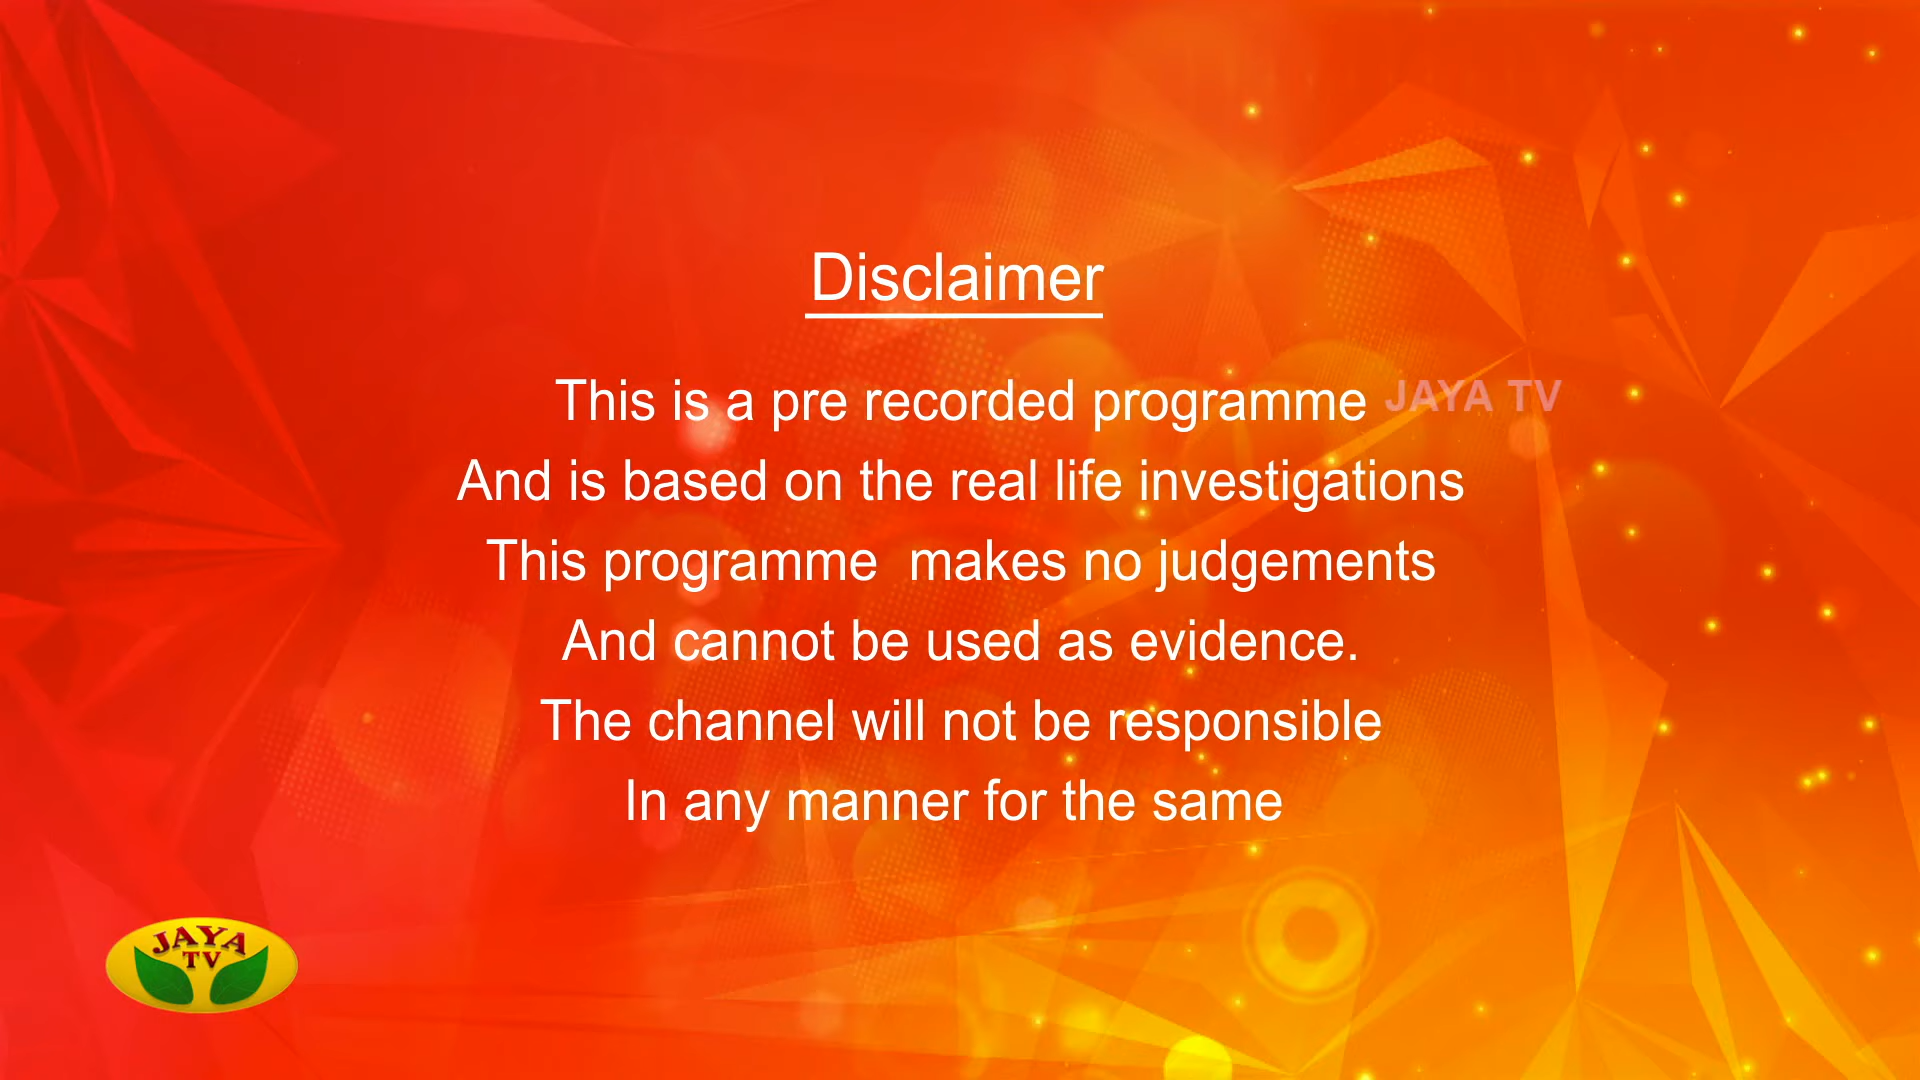 Disclaimer
This is a pre recorded programme
JAYA TV
And is based on the real life investigations
This programme  makes no judgements
And cannot be used as evidence.
The channel will not be responsible
In any manner for the same
JAYA
TV